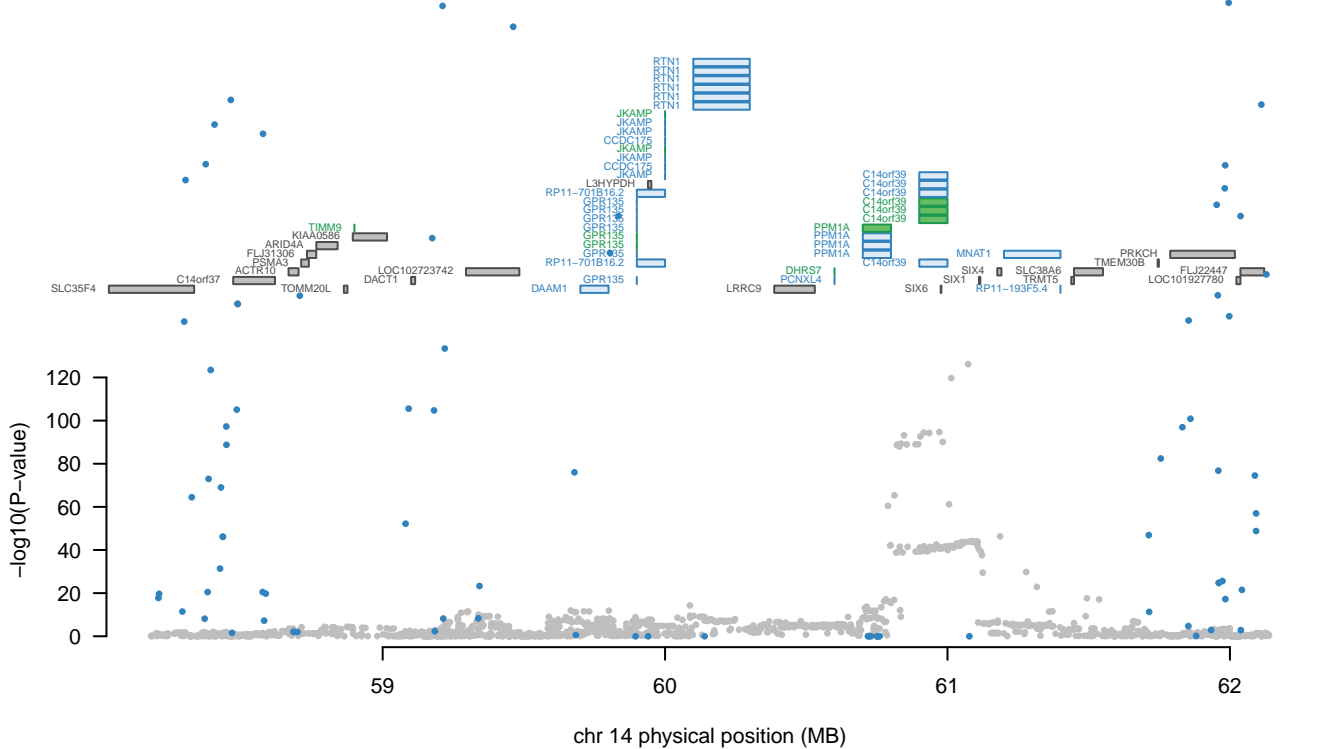 RTN1
RTN1
RTN1
RTN1
RTN1
RTN1
JKAMP
JKAMP
JKAMP
CCDC175
JKAMP
JKAMP
CCDC175
JKAMP
C14orf39
L3HYPDH
C14orf39
RP11−701B16.2
C14orf39
GPR135
C14orf39
GPR135
C14orf39
GPR135
C14orf39
TIMM9
GPR135
PPM1A
KIAA0586
GPR135
PPM1A
ARID4A
GPR135
PPM1A
FLJ31306
GPR135
PPM1A
MNAT1
PRKCH
PSMA3
RP11−701B16.2
C14orf39
TMEM30B
ACTR10
LOC102723742
DHRS7
SIX4
SLC38A6
FLJ22447
C14orf37
DACT1
GPR135
PCNXL4
SIX1
TRMT5
LOC101927780
SLC35F4
TOMM20L
DAAM1
LRRC9
SIX6
RP11−193F5.4
120
100
80
60
40
20
0
−log10(P−value)
59
60
61
62
chr 14 physical position (MB)